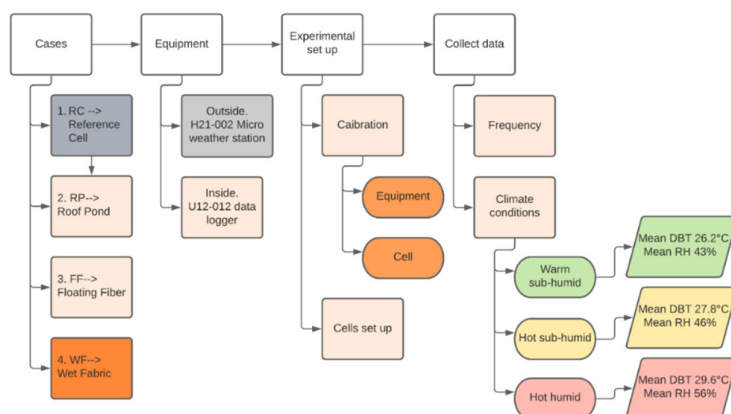 Cases
Equipment
Experimental
set up
Collect data
1. RC -->
Reference
Cell
2. RP-->
Roof Pond
3. FF-->
Floating Fiber
4. WF-->
Wet Fabric
Outside.
H21-002 Micro
weather station
Inside.
U12-012 data
logger
Caibration
Equipment
Cell
Cells set up
Frequency
Climate
conditions
Warm
sub-humid
Hot sub-humid
Hot humid
Mean DBT 26.2°C
Mean RH 43%
Mean DBT 27.8°C
Mean RH 46%
Mean DBT 29.6°C
Mean RH 56%